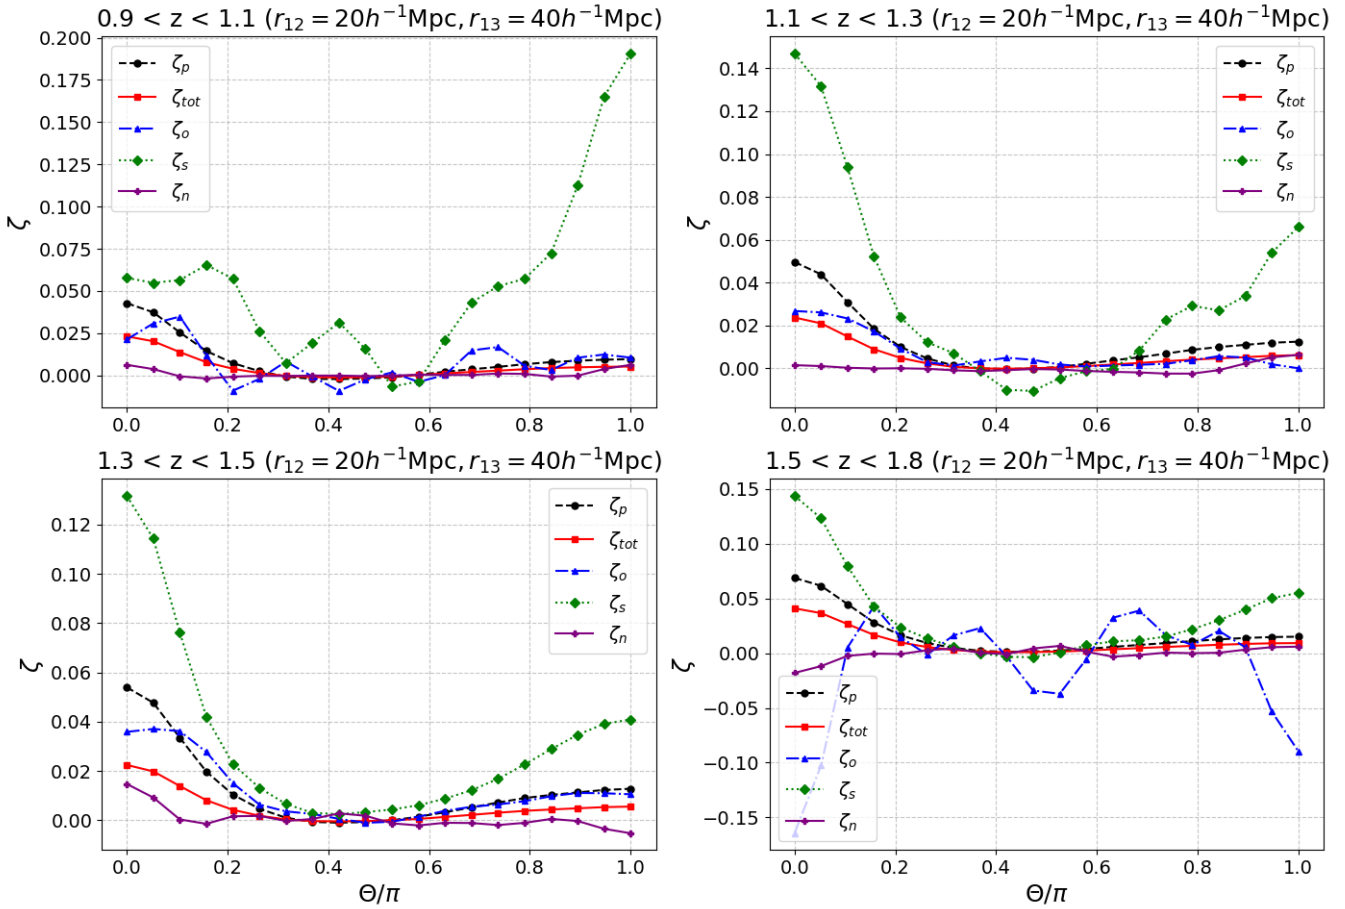 0.9 < z < 1.1 (r₁₂ = 20h⁻¹Mpc, r₁₃ = 40h⁻¹Mpc)
0.200
0.175
0.150
0.125
0.100
0.075
0.050
0.025
0.000
ζ
ζₚ
ζₜₒₜ
ζₒ
ζₛ
ζₙ
0.0 0.2 0.4 0.6 0.8 1.0
1.1 < z < 1.3 (r₁₂ = 20h⁻¹Mpc, r₁₃ = 40h⁻¹Mpc)
0.14
0.12
0.10
0.08
0.06
0.04
0.02
0.00
ζ
ζₚ
ζₜₒₜ
ζₒ
ζₛ
ζₙ
0.0 0.2 0.4 0.6 0.8 1.0
1.3 < z < 1.5 (r₁₂ = 20h⁻¹Mpc, r₁₃ = 40h⁻¹Mpc)
0.12
0.10
0.08
0.06
0.04
0.02
0.00
ζ
ζₚ
ζₜₒₜ
ζₒ
ζₛ
ζₙ
0.0 0.2 0.4 0.6 0.8 1.0
Θ/π
1.5 < z < 1.8 (r₁₂ = 20h⁻¹Mpc, r₁₃ = 40h⁻¹Mpc)
0.15
0.10
0.05
0.00
−0.05
−0.10
−0.15
ζ
ζₚ
ζₜₒₜ
ζₒ
ζₛ
ζₙ
0.0 0.2 0.4 0.6 0.8 1.0
Θ/π